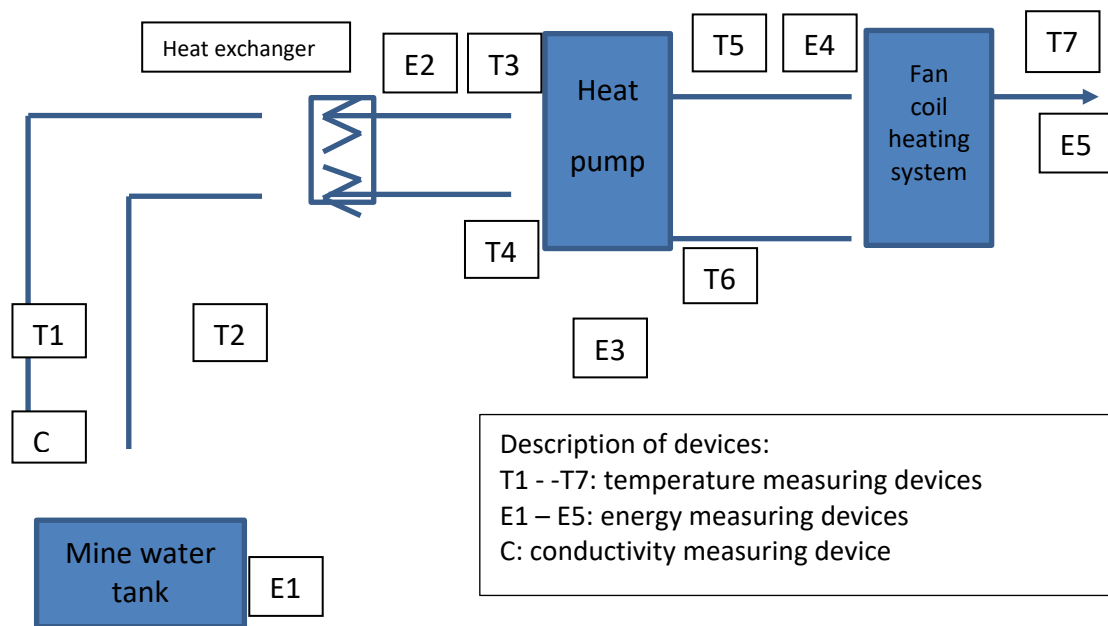 Heat exchanger
E2
T3
Heat
pump
T5
E4
Fan
coil
heating
system
T7
E5
T4
T6
T1
T2
E3
C
Mine water
tank
E1
Description of devices:
T1 - -T7: temperature measuring devices
E1 – E5: energy measuring devices
C: conductivity measuring device